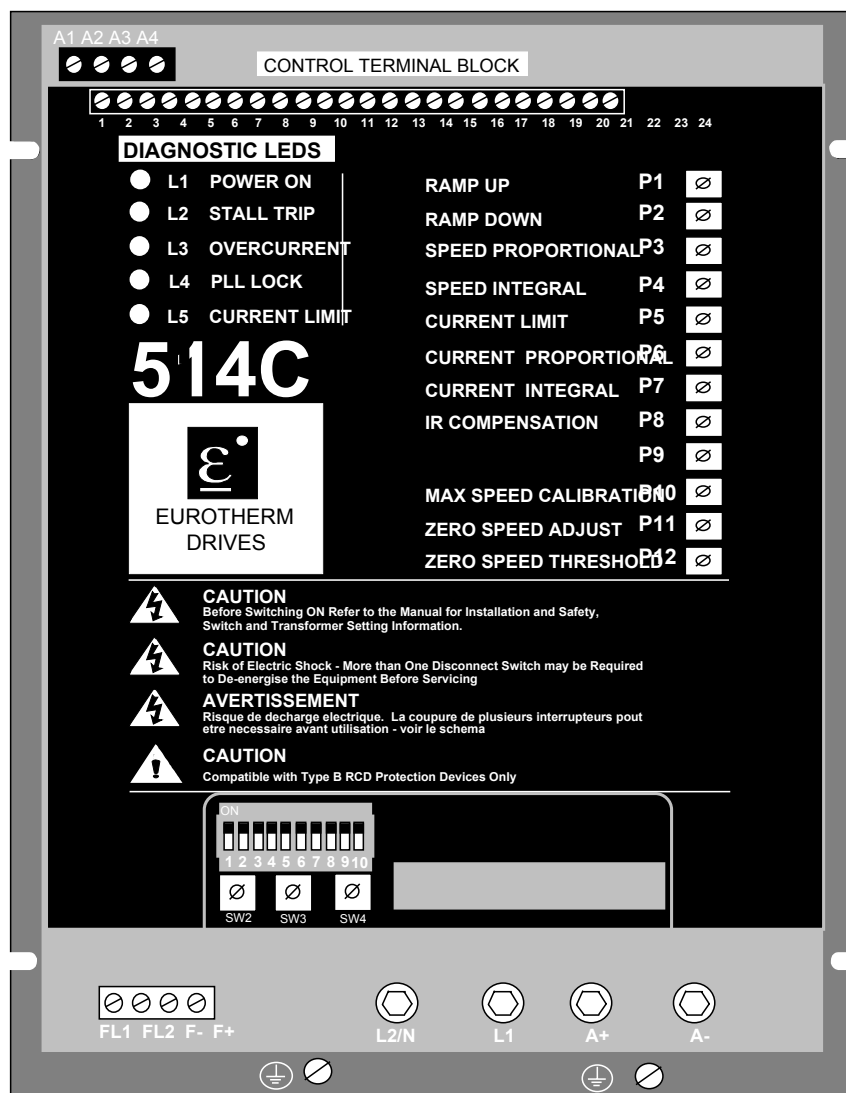 A1 A2 A3 A4
CONTROL TERMINAL BLOCK
1 2 3 4 5 6 7 8 9 10 11 12 13 14 15 16 17 18 19 20 21 22 23 24
DIAGNOSTIC LEDS
L1 POWER ON
L2 STALL TRIP
L3 OVERCURRENT
L4 PLL LOCK
L5 CURRENT LIMIT
RAMP UP P1
RAMP DOWN P2
SPEED PROPORTIONAL P3
SPEED INTEGRAL P4
CURRENT LIMIT P5
CURRENT PROPORTIONAL P6
CURRENT INTEGRAL P7
IR COMPENSATION P8
P9
MAX SPEED CALIBRATION P10
ZERO SPEED ADJUST P11
ZERO SPEED THRESHOLD P12
514C
ε
EUROTHERM
DRIVES
CAUTION
Before Switching ON Refer to the Manual for Installation and Safety,
Switch and Transformer Setting Information.
CAUTION
Risk of Electric Shock - More than One Disconnect Switch may be Required
to De-energise the Equipment Before Servicing
AVERTISSEMENT
Risque de decharge electrique. La coupure de plusieurs interrupteurs pout
etre necessaire avant utilisation - voir le schema
CAUTION
Compatible with Type B RCD Protection Devices Only
ON
1 2 3 4 5 6 7 8 9 10
SW2 SW3 SW4
FL1 FL2 F- F+
L2/N L1 A+ A-